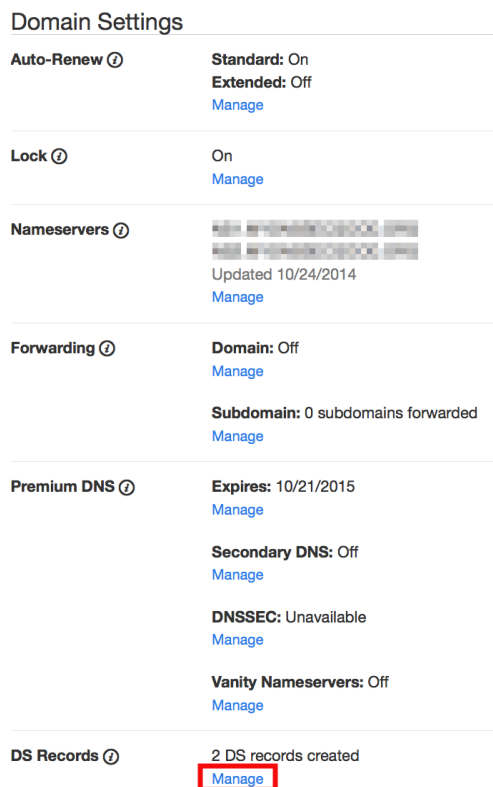 Domain Settings
Auto-Renew Standard: On
Extended: Off
Manage
Lock On
Manage
Nameservers
Updated 10/24/2014
Manage
Forwarding Domain: Off
Manage
Subdomain: 0 subdomains forwarded
Manage
Premium DNS Expires: 10/21/2015
Manage
Secondary DNS: Off
Manage
DNSSEC: Unavailable
Manage
Vanity Nameservers: Off
Manage
DS Records 2 DS records created
Manage